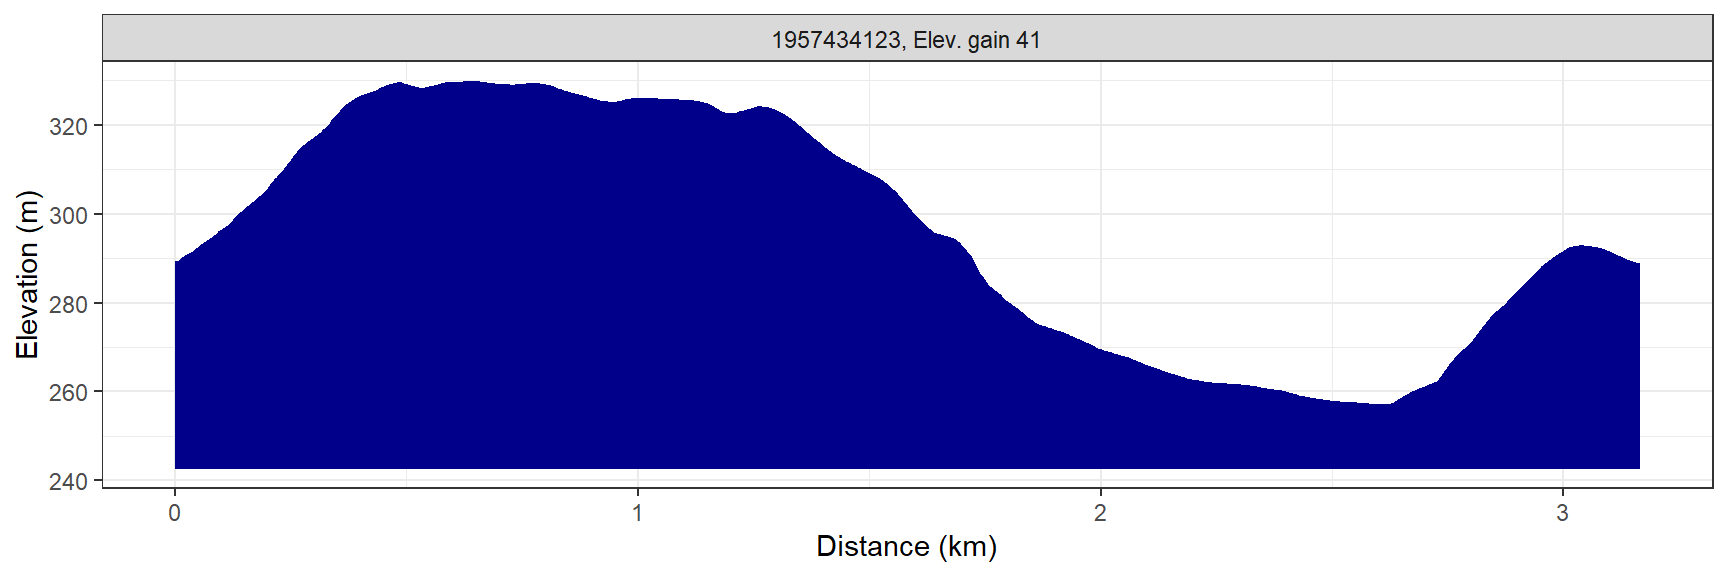 1957434123, Elev. gain 41
Elevation (m)
320
300
280
260
240
0 1 2 3
Distance (km)